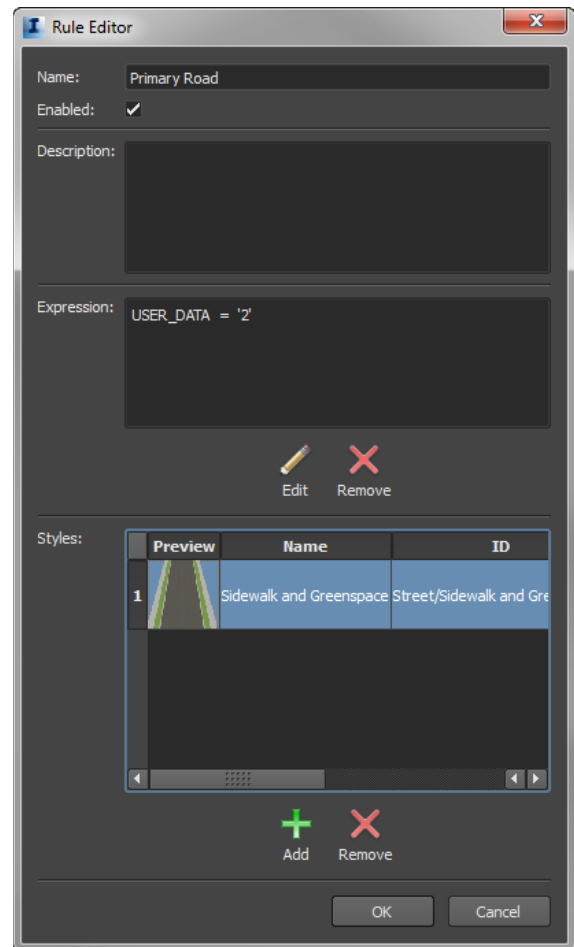 Rule Editor
Name: Primary Road
Enabled:
Description:
Expression: USER_DATA = '2'
Edit Remove
Styles:
Preview Name ID
1 Sidewalk and Greenspace Street/Sidewalk and Gre
Add Remove
OK Cancel